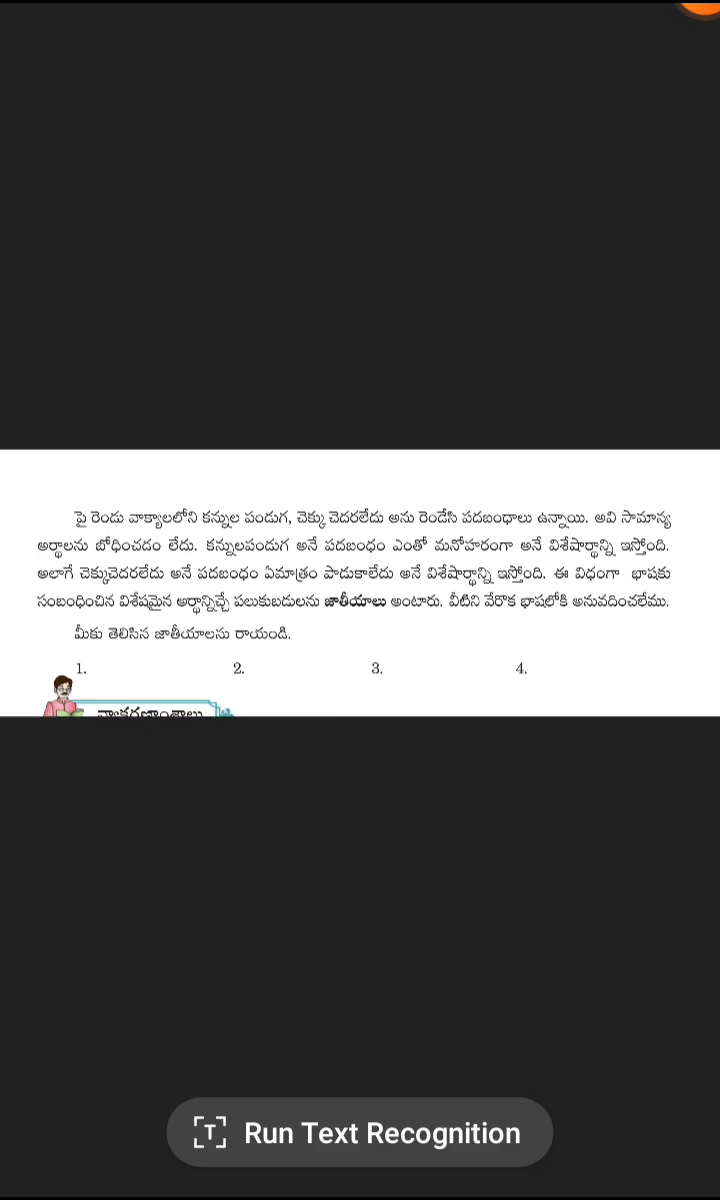 పై రెండు వాక్యాలలోని కన్నుల పండుగ, చెక్కు చెదరలేదు అను రెండేసి పదబంధాలు ఉన్నాయి. అవి సామాన్య
అర్థాలను బోధించడం లేదు. కన్నులపండుగ అనే పదబంధం ఎంతో మనోహరంగా అనే విశేషార్థాన్ని ఇస్తోంది.
అలాగే చెక్కుచెదరలేదు అనే పదబంధం ఏమాత్రం పాడుకాలేదు అనే విశేషార్థాన్ని ఇస్తోంది. ఈ విధంగా భాషకు
సంబంధించిన విశేషమైన అర్థాన్నిచ్చే పలుకుబడులను జాతీయాలు అంటారు. వీటిని వేరొక భాషలోకి అనువదించలేము.
మీకు తెలిసిన జాతీయాలను రాయండి.
1. 2. 3. 4.
వ్యాకరణాంశాలు
Run Text Recognition